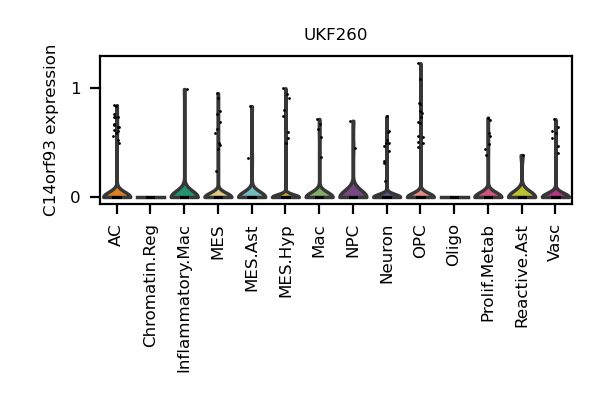 UKF260
C14orf93 expression
1
0
AC
Chromatin.Reg
Inflammatory.Mac
MES
MES.Ast
MES.Hyp
Mac
NPC
Neuron
OPC
Oligo
Prolif.Metab
Reactive.Ast
Vasc